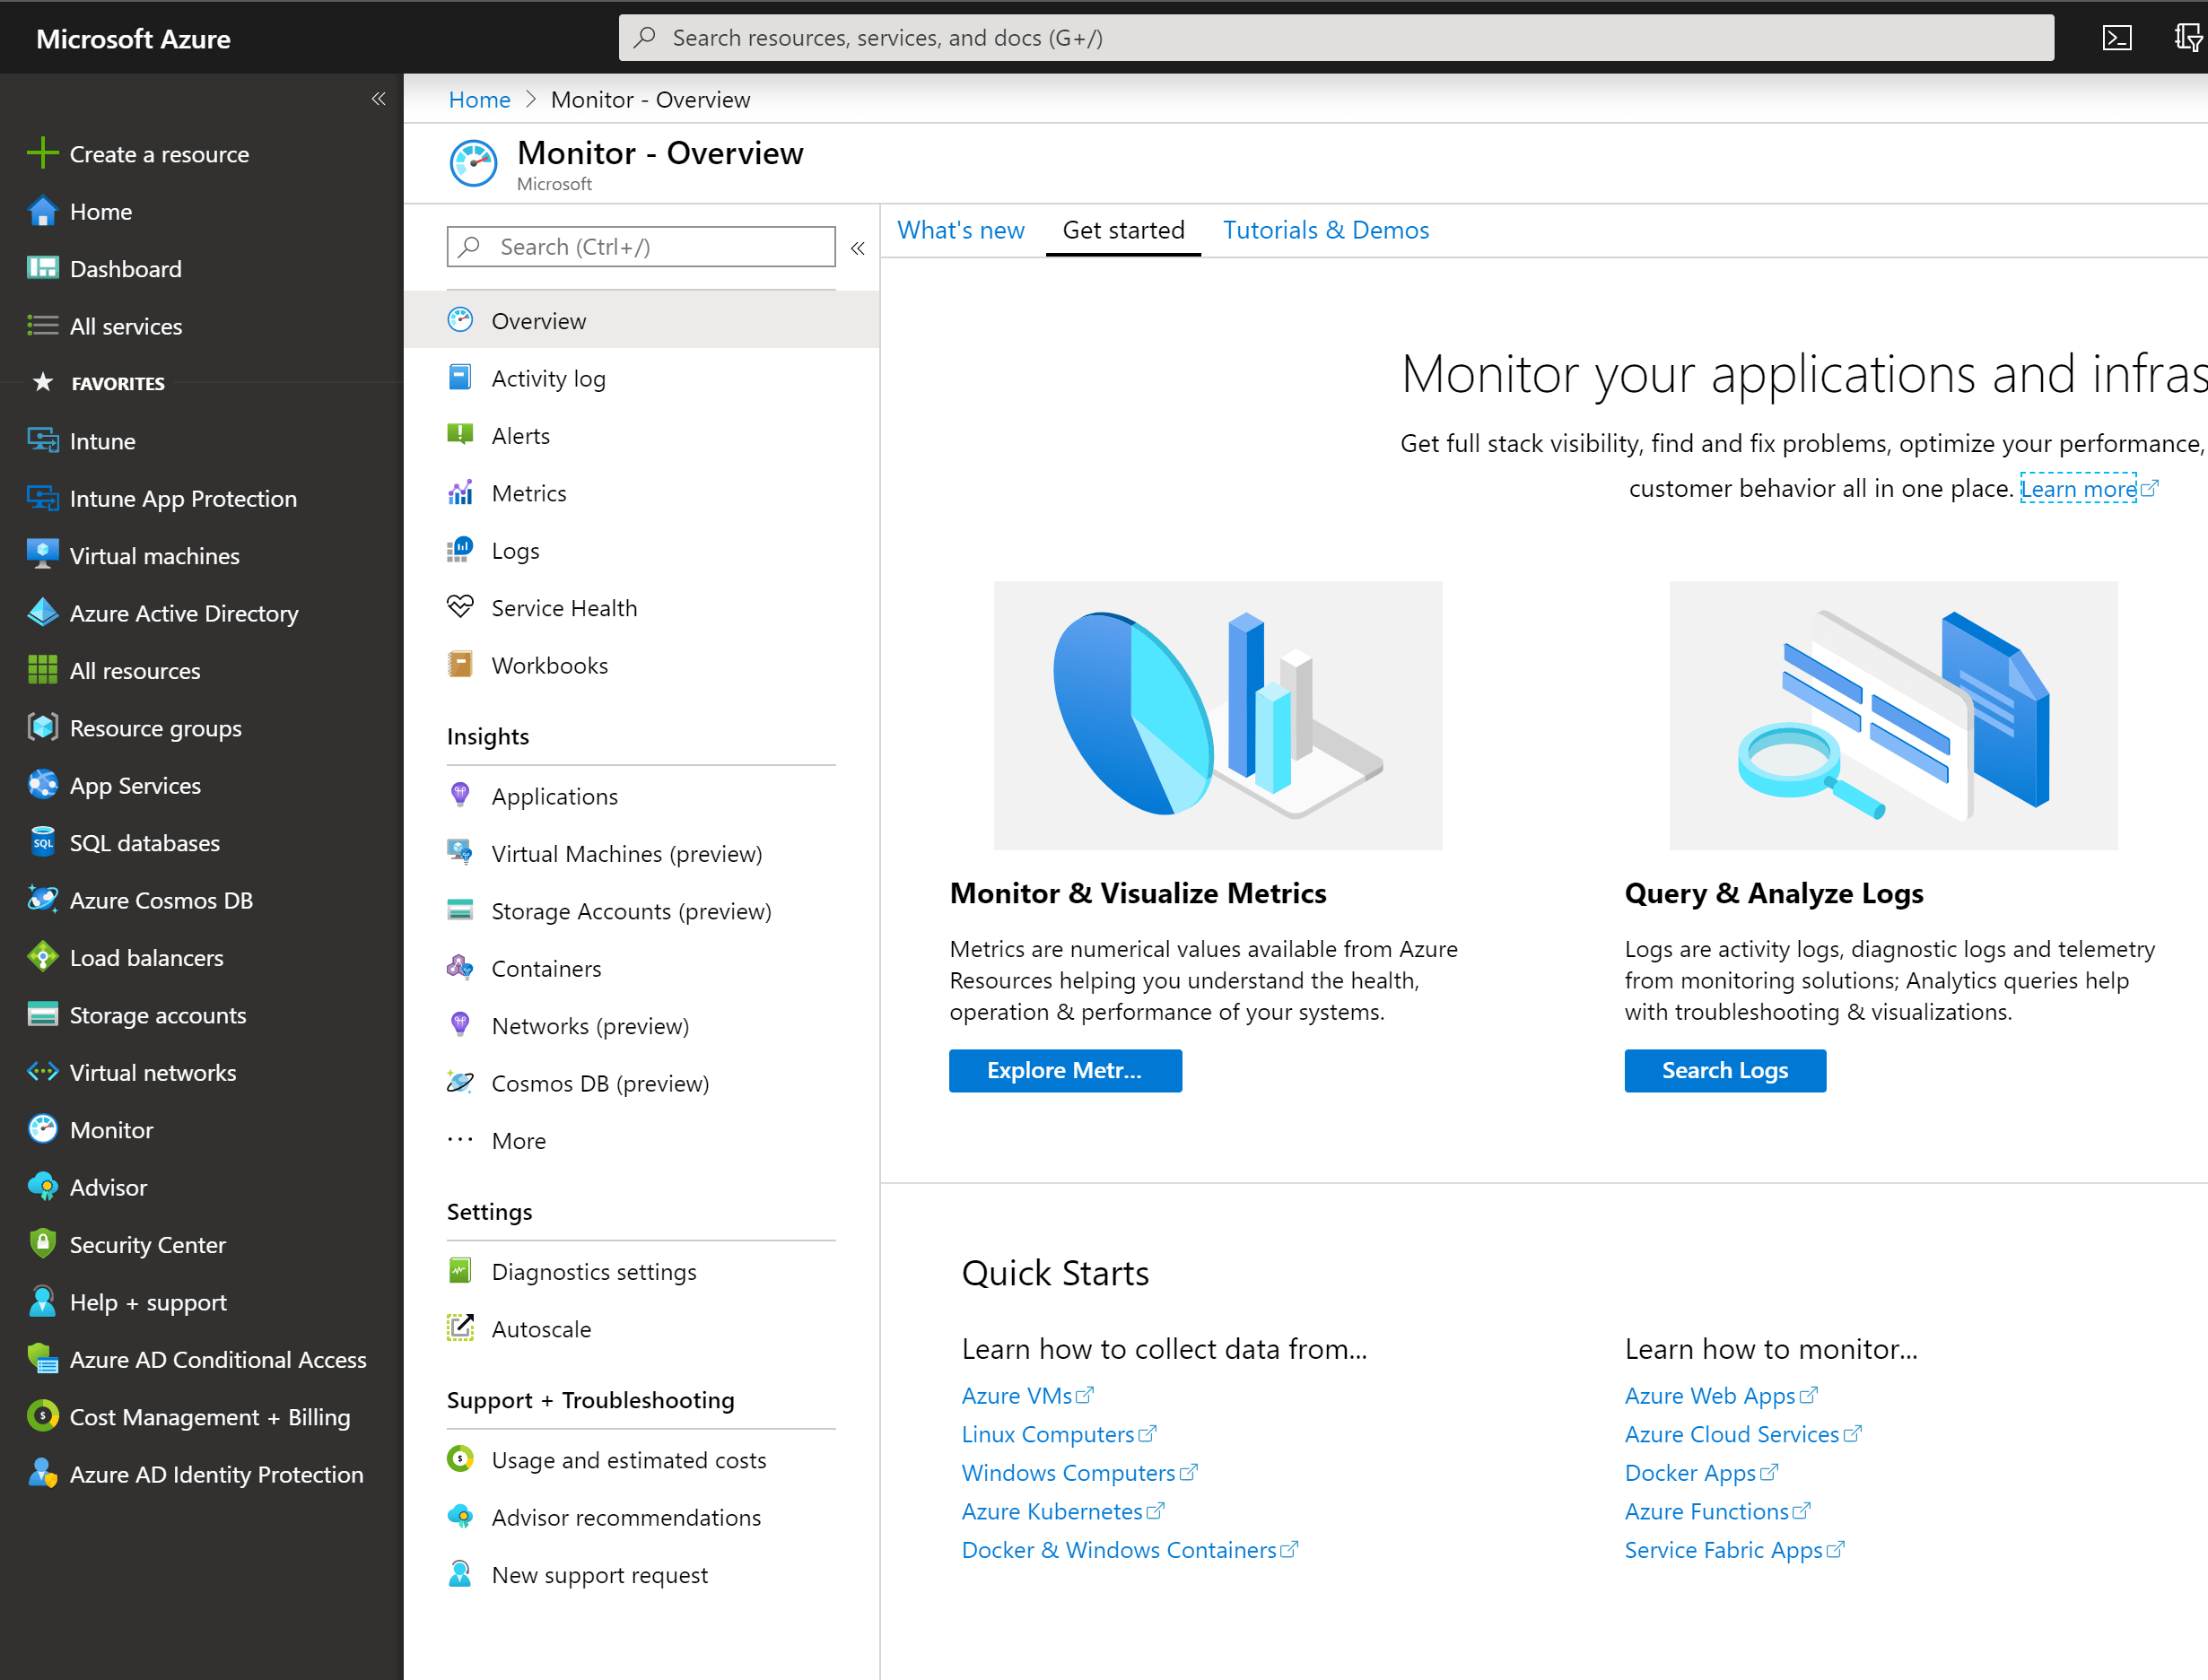 Microsoft Azure
Search resources, services, and docs (G+/)
Create a resource
Home
Dashboard
All services
FAVORITES
Intune
Intune App Protection
Virtual machines
Azure Active Directory
All resources
Resource groups
App Services
SQL
SQL databases
Azure Cosmos DB
Load balancers
Storage accounts
Virtual networks
Monitor
Advisor
Security Center
Help + support
Azure AD Conditional Access
Cost Management + Billing
Azure AD Identity Protection
Home > Monitor - Overview
Monitor - Overview
Microsoft
Search (Ctrl+/)
Overview
Activity log
Alerts
Metrics
Logs
Service Health
Workbooks
Insights
Applications
Virtual Machines (preview)
Storage Accounts (preview)
Containers
Networks (preview)
Cosmos DB (preview)
More
Settings
Diagnostics settings
Autoscale
Support + Troubleshooting
Usage and estimated costs
Advisor recommendations
New support request
What's new Get started Tutorials & Demos
Monitor your applications and infras
Get full stack visibility, find and fix problems, optimize your performance,
customer behavior all in one place. Learn more
Monitor & Visualize Metrics
Metrics are numerical values available from Azure
Resources helping you understand the health,
operation & performance of your systems.
Explore Metr...
Query & Analyze Logs
Logs are activity logs, diagnostic logs and telemetry
from monitoring solutions; Analytics queries help
with troubleshooting & visualizations.
Search Logs
Quick Starts
Learn how to collect data from...
Azure VMs
Linux Computers
Windows Computers
Azure Kubernetes
Docker & Windows Containers
Learn how to monitor...
Azure Web Apps
Azure Cloud Services
Docker Apps
Azure Functions
Service Fabric Apps